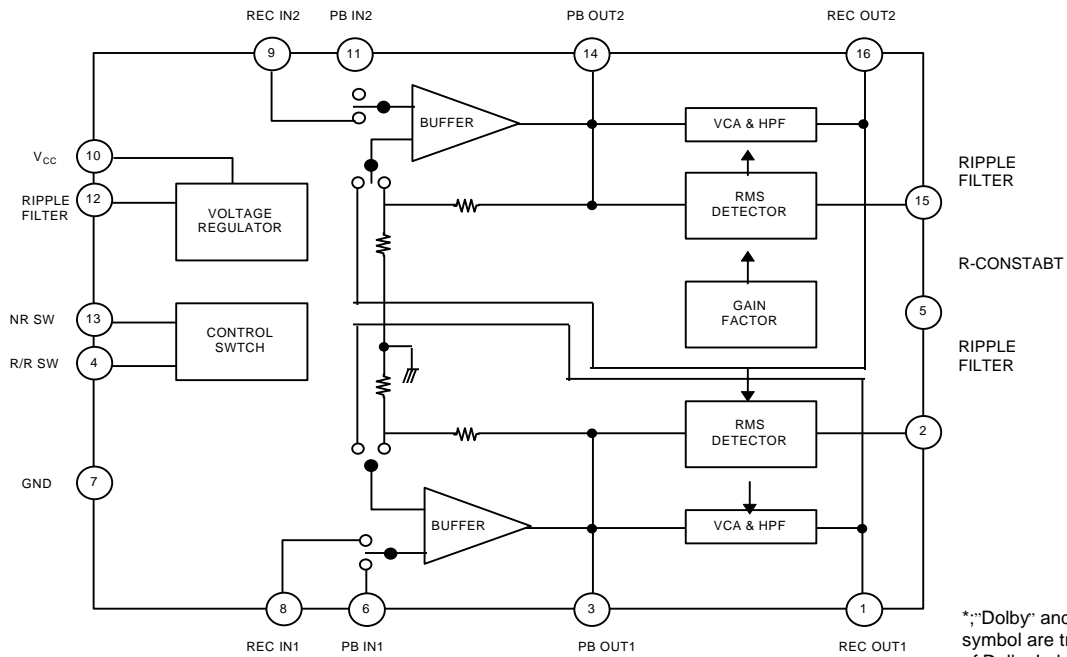 REC IN2 PB IN2 PB OUT2 REC OUT2
9 11 14 16
BUFFER
VCA & HPF
VCC
10
RIPPLE
FILTER
12
VOLTAGE
REGULATOR
RMS
DETECTOR
RIPPLE
FILTER
15
R-CONSTABT
NR SW
13
R/R SW
4
CONTROL
SWTCH
GAIN
FACTOR
5
RIPPLE
FILTER
RMS
DETECTOR
2
GND
7
BUFFER
VCA & HPF
8 6 3 1
REC IN1 PB IN1 PB OUT1 REC OUT1
*;"Dolby" and
symbol are